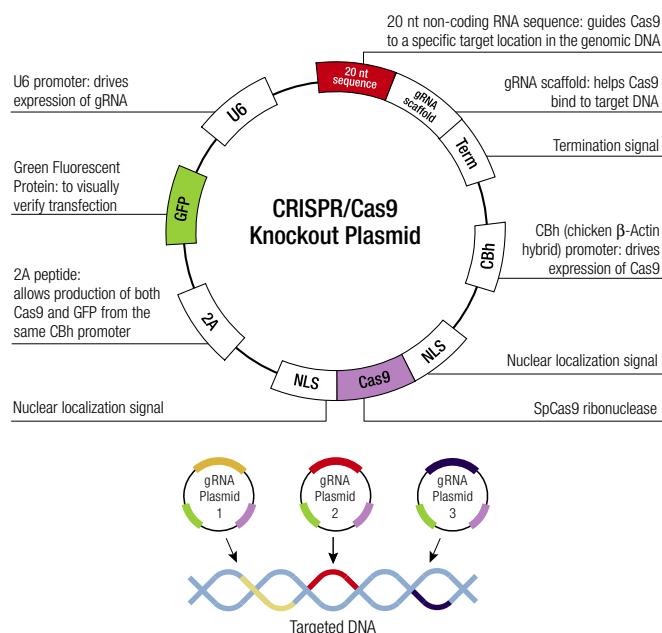 20 nt non-coding RNA sequence: guides Cas9
to a specific target location in the genomic DNA
U6 promoter: drives
expression of gRNA
gRNA scaffold: helps Cas9
bind to target DNA
Termination signal
Green Fluorescent
Protein: to visually
verify transfection
CBh (chicken β-Actin
hybrid) promoter: drives
expression of Cas9
2A peptide:
allows production of both
Cas9 and GFP from the
same CBh promoter
Nuclear localization signal
Nuclear localization signal
SpCas9 ribonuclease
CRISPR/Cas9
Knockout Plasmid
20 nt
sequence
gRNA
scaffold
Term
CBh
NLS
Cas9
NLS
2A
GFP
U6
gRNA
Plasmid
1
gRNA
Plasmid
2
gRNA
Plasmid
3
Targeted DNA